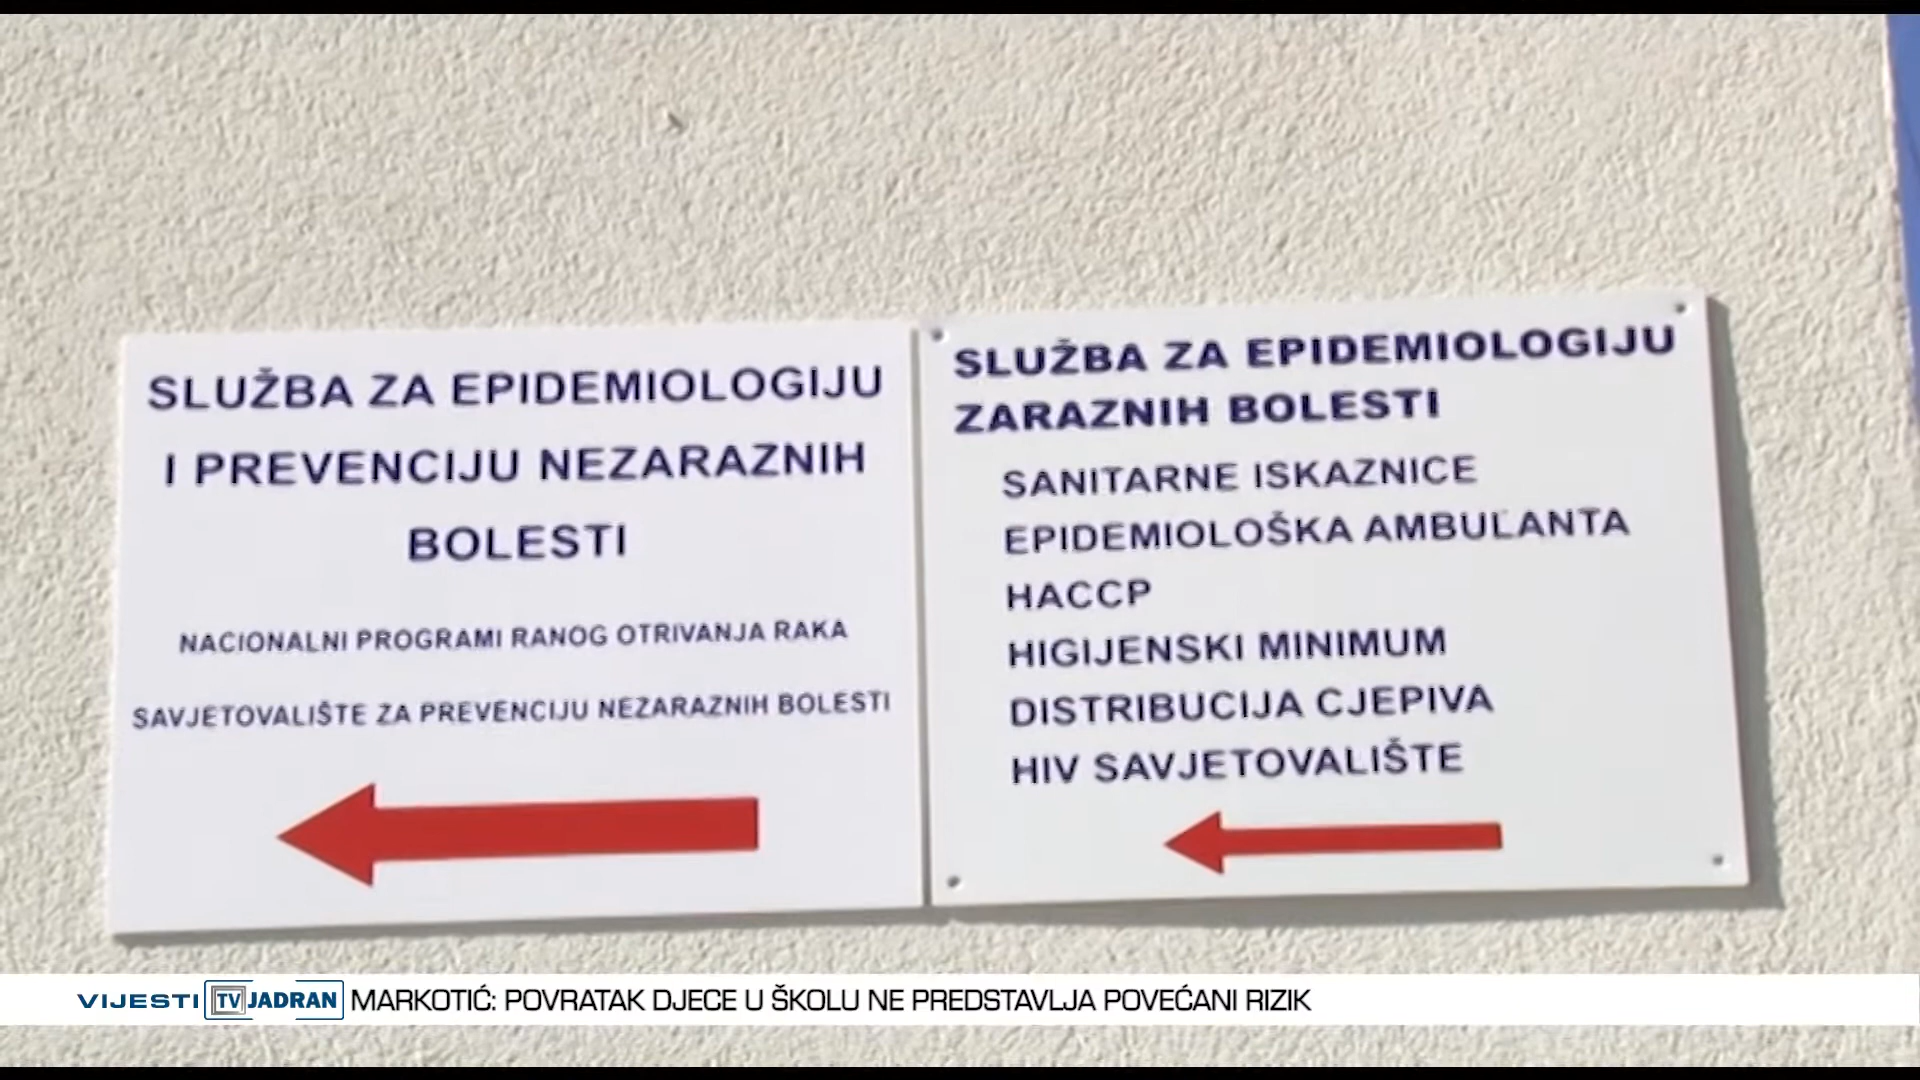 SLUŽBA ZA EPIDEMIOLOGIJU
I PREVENCIJU NEZARAZNIH
BOLESTI
NACIONALNI PROGRAMI RANOG OTRIVANJA RAKA
SAVJETOVALIŠTE ZA PREVENCIJU NEZARAZNIH BOLESTI
SLUŽBA ZA EPIDEMIOLOGIJU
ZARAZNIH BOLESTI
SANITARNE ISKAZNICE
EPIDEMIOLOŠKA AMBULANTA
HACCP
HIGIJENSKI MINIMUM
DISTRIBUCIJA CJEPIVA
HIV SAVJETOVALIŠTE
VIJESTI TV JADRAN MARKOTIĆ: POVRATAK DJECE U ŠKOLU NE PREDSTAVLJA POVEĆANI RIZIK